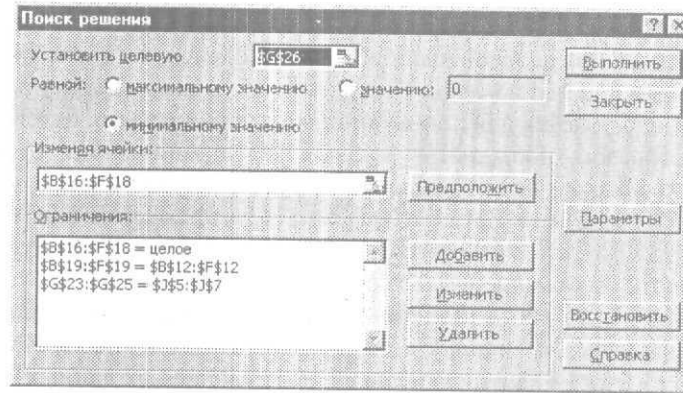 Поиск решения
Установить целевую $G$26 Выполнить
Равной: максимальному значению значению: 0 Закрыть
минимальному значению
Изменяя ячейки:
$B$16:$F$18 Предположить
Ограничения: Параметры
$B$16:$F$18 = целое Добавить
$B$19:$F$19 = $B$12:$F$12
$G$23:$G$25 = $J$5:$J$7 Изменить
Восстановить
Удалить
Справка